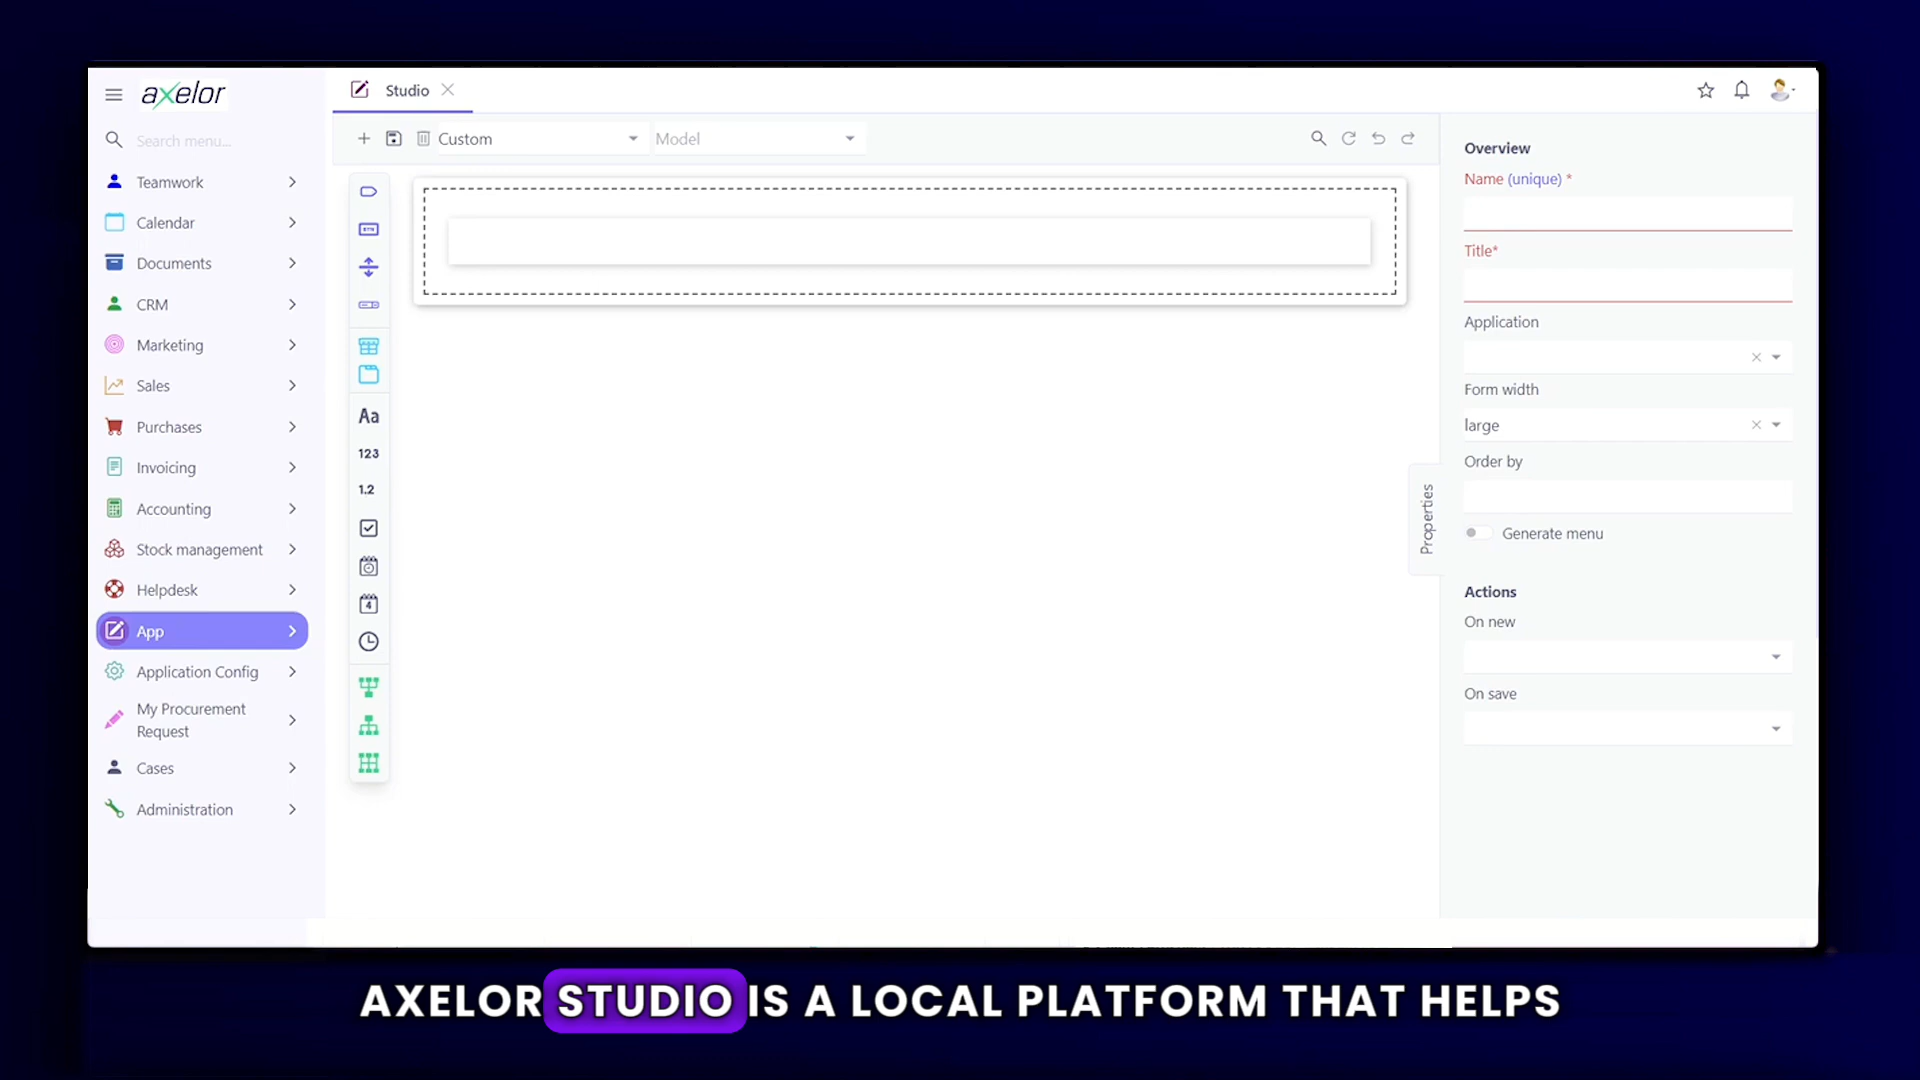 axelor
Studio
Search menu...
Custom
Model
Teamwork
Calendar
Documents
CRM
Marketing
Sales
Purchases
Invoicing
Accounting
Stock management
Helpdesk
App
Application Config
My Procurement
Request
Cases
Administration
Aa
123
1.2
4
Properties
Overview
Name (unique) *
Title*
Application
Form width
large
Order by
Generate menu
Actions
On new
On save
AXELOR STUDIO IS A LOCAL PLATFORM THAT HELPS